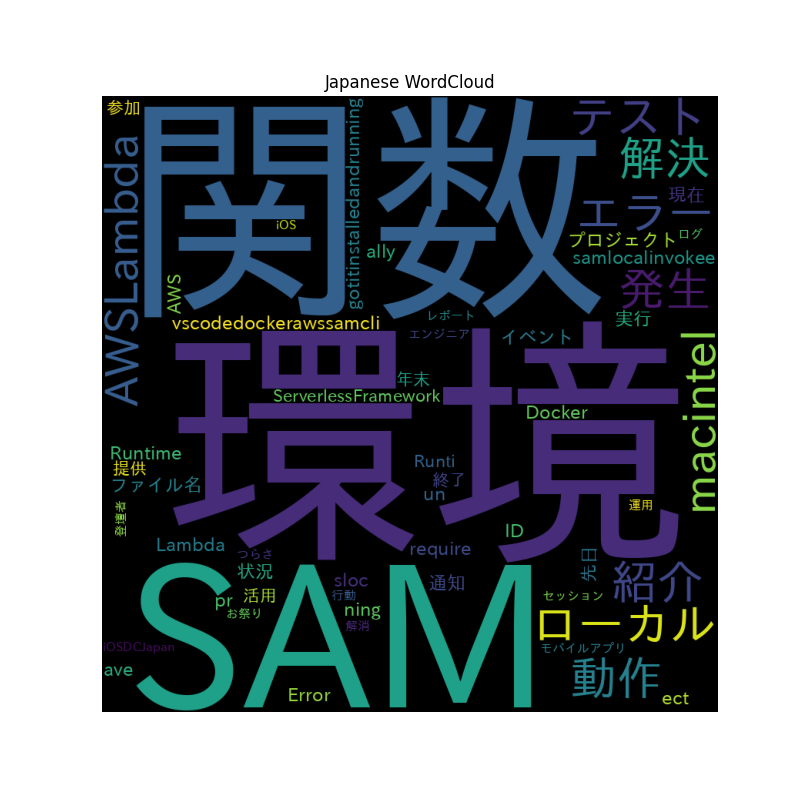 Japanese WordCloud
参加
関数
テスト
解決
AWSLambda
gotitinstalledandrunning
エラー
現在
iOS
プロジェクト
ログ
ally
samlocalinvokee
AWS
発生
vscodedockerawssamcli
レポート
実行
エンジニア
イベント
環境
macintel
年末
ServerlessFramework
Docker
Runtime
Runti
提供
終了
ファイル名
un
登壇者
運用
ID
Lambda
つらさ
require
先日
状況
sloc
通知
紹介
SAM
pr
活用
行動
セッション
お祭り
ning
ローカル
解消
iOSDCJapan
モバイルアプリ
ave
動作
Error
ect